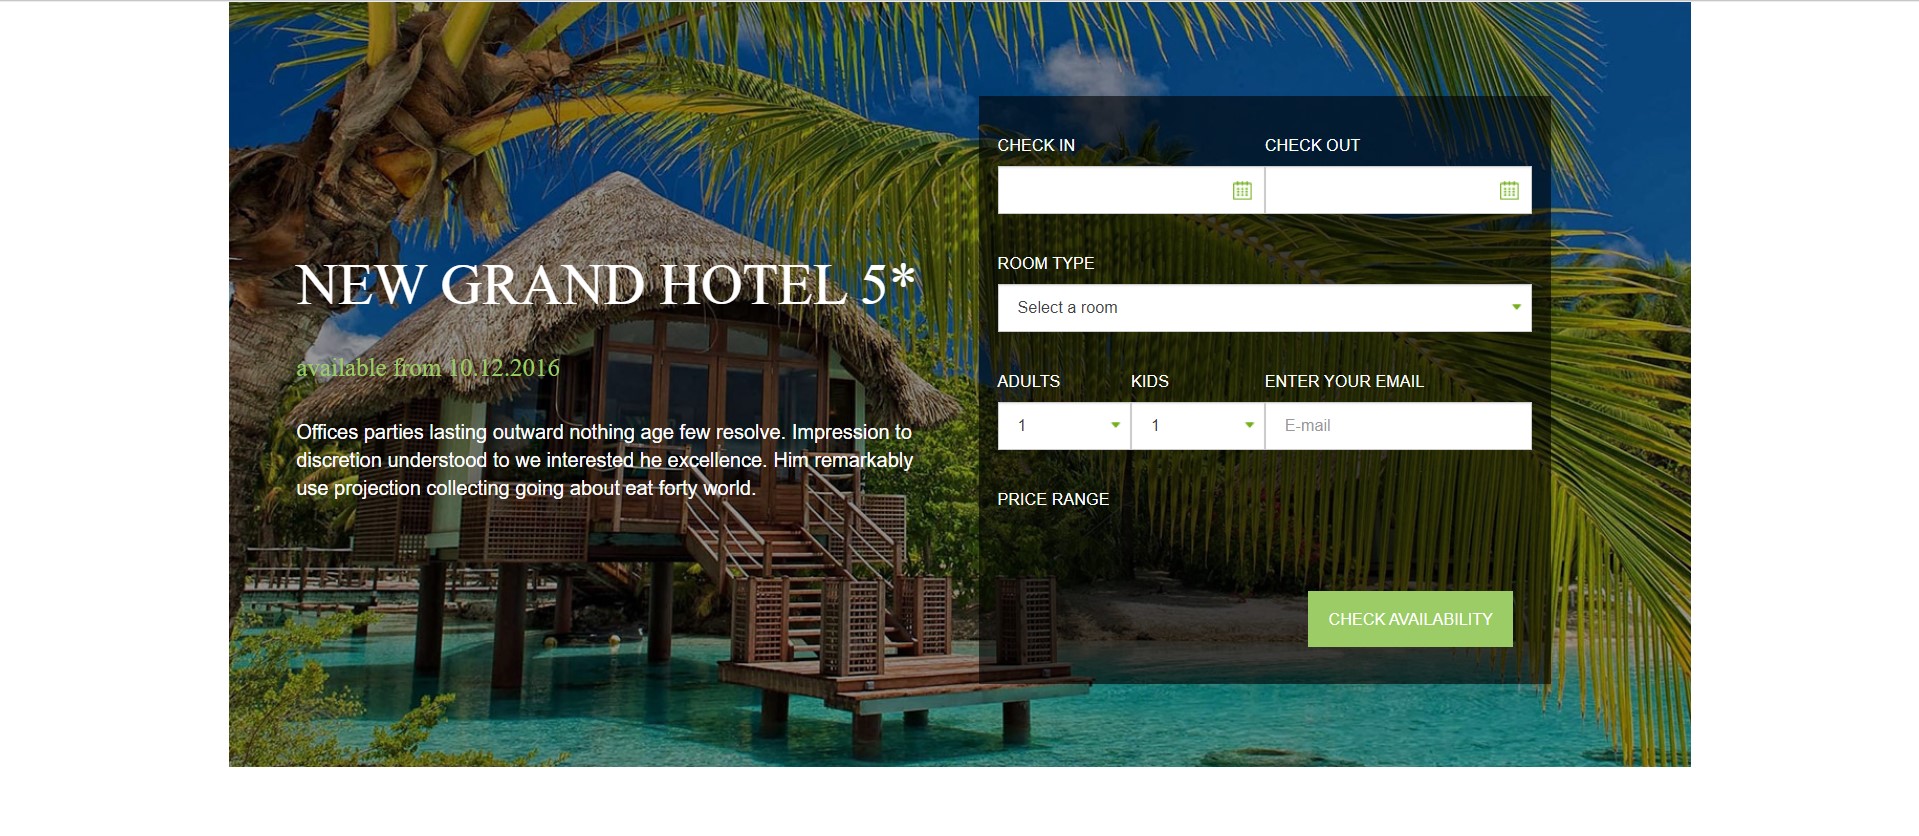 NEW GRAND HOTEL 5*
available from 10.12.2016
Offices parties lasting outward nothing age few resolve. Impression to
discretion understood to we interested he excellence. Him remarkably
use projection collecting going about eat forty world.
CHECK IN
CHECK OUT
ROOM TYPE
Select a room
ADULTS
KIDS
ENTER YOUR EMAIL
1
1
E-mail
PRICE RANGE
CHECK AVAILABILITY